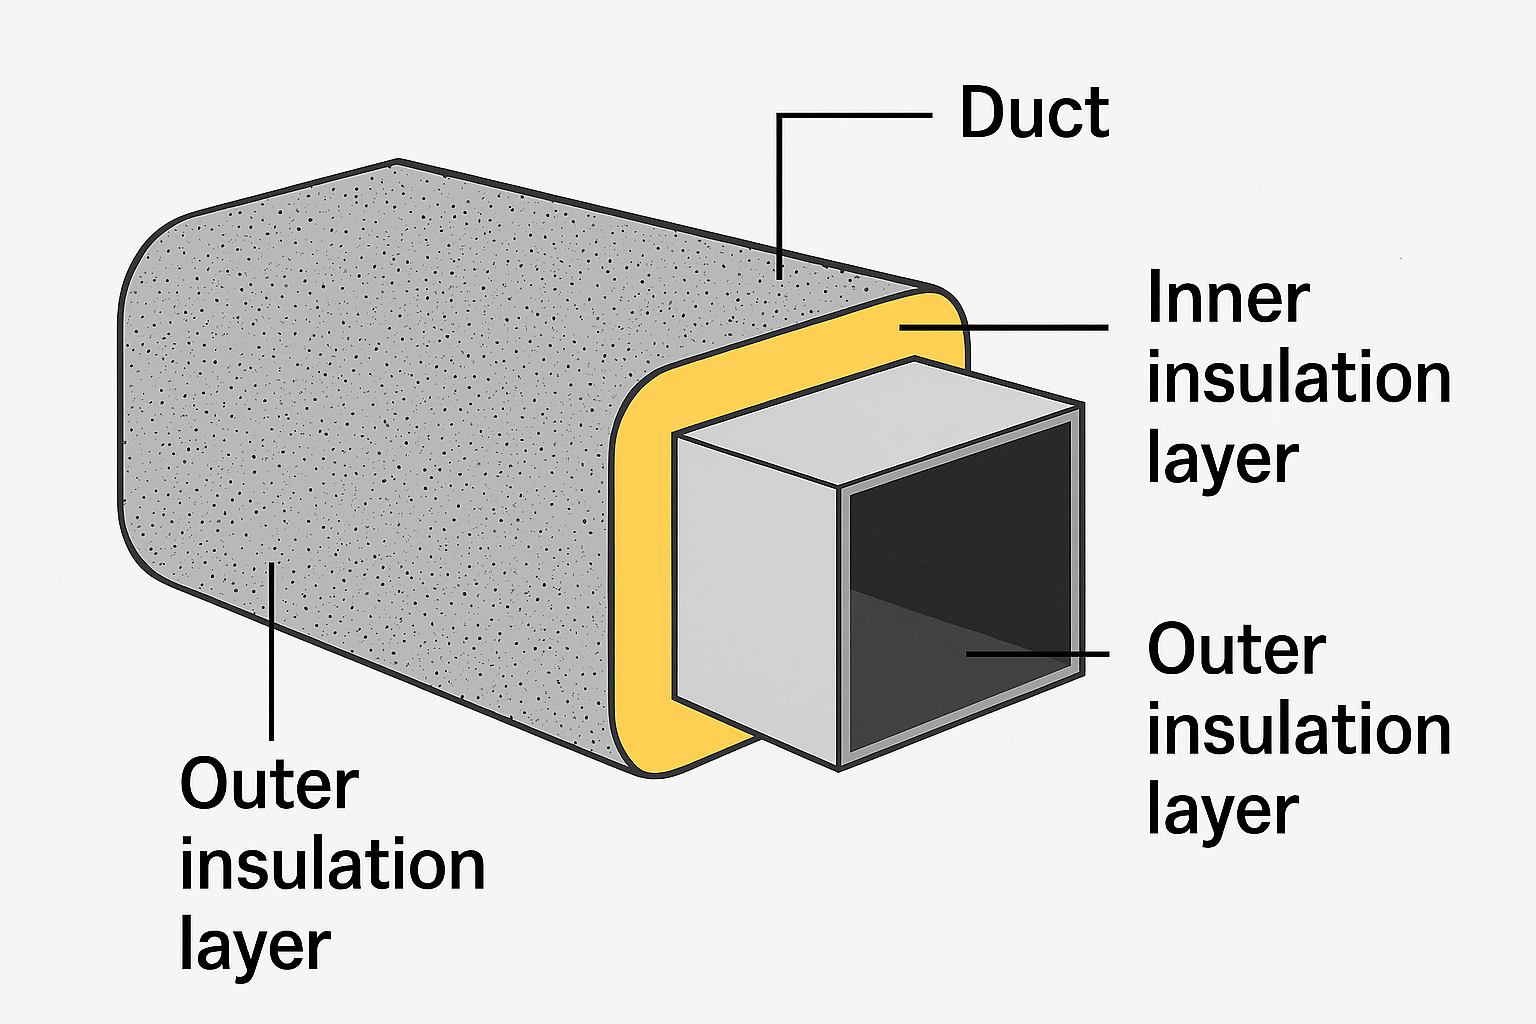 Duct
Inner
insulation
layer
Outer
insulation
layer
Outer
insulation
layer